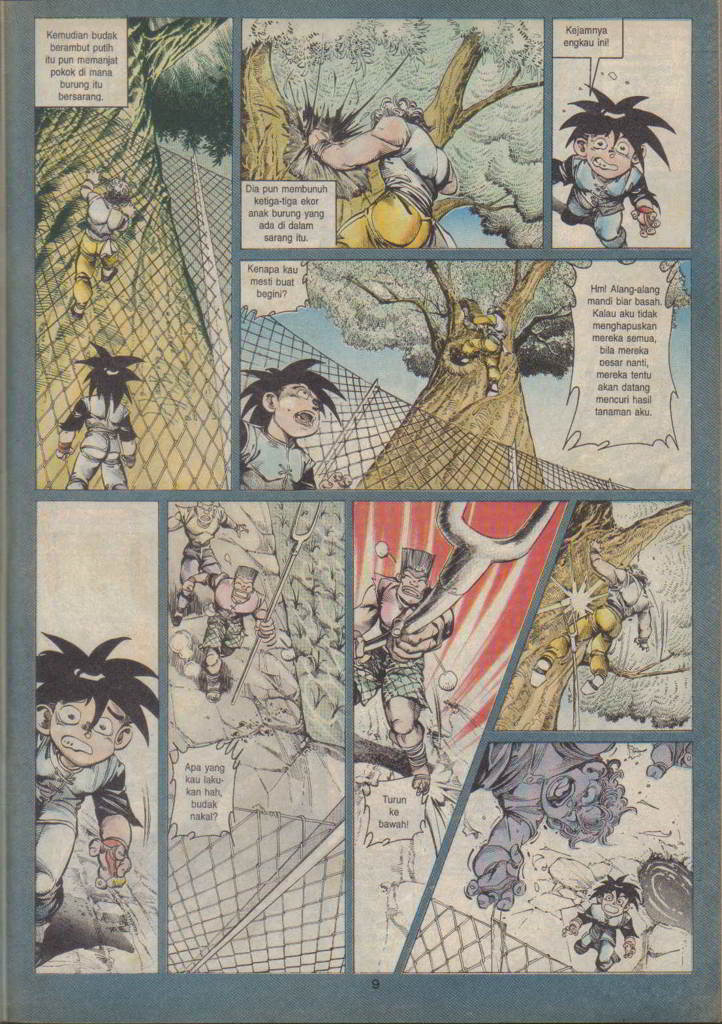 Kemudian budak
berambut putih
itu pun memanjat
pokok di mana
burung itu
bersarang.
Dia pun membunuh
ketiga-tiga ekor
anak burung yang
ada di dalam
sarang itu.
Kejamnya
engkau ini!
Kenapa kau
mesti buat
begini?
Hm! Alang-alang
mandi biar basah.
Kalau aku tidak
menghapuskan
mereka semua,
bila mereka
besar nanti,
mereka tentu
akan datang
mencuri hasil
tanaman aku.
Apa yang
kau laku-
kan hah,
budak
nakal?
Turun
ke
bawah!
9